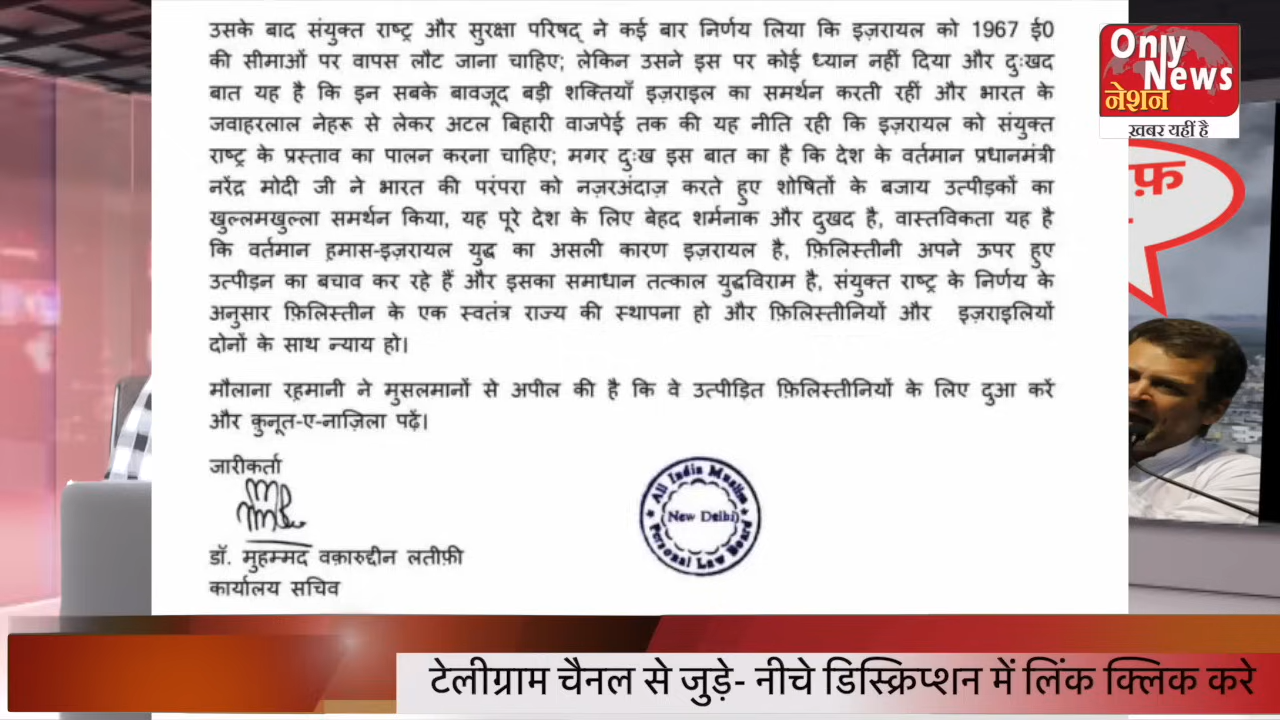 उसके बाद संयुक्त राष्ट्र और सुरक्षा परिषद् ने कई बार निर्णय लिया कि इज़रायल को 1967 ई0
की सीमाओं पर वापस लौट जाना चाहिए; लेकिन उसने इस पर कोई ध्यान नहीं दिया और दुःखद
बात यह है कि इन सबके बावजूद बड़ी शक्तियाँ इज़राइल का समर्थन करती रहीं और भारत के
जवाहरलाल नेहरू से लेकर अटल बिहारी वाजपेई तक की यह नीति रही कि इज़रायल को संयुक्त
राष्ट्र के प्रस्ताव का पालन करना चाहिए; मगर दुःख इस बात का है कि देश के वर्तमान प्रधानमंत्री
नरेंद्र मोदी जी ने भारत की परंपरा को नज़रअंदाज़ करते हुए शोषितों के बजाय उत्पीड़कों का
खुल्लमखुल्ला समर्थन किया, यह पूरे देश के लिए बेहद शर्मनाक और दुखद है, वास्तविकता यह है
कि वर्तमान ह़मास-इज़रायल युद्ध का असली कारण इज़रायल है, फ़िलिस्तीनी अपने ऊपर हुए
उत्पीड़न का बचाव कर रहे हैं और इसका समाधान तत्काल युद्धविराम है, संयुक्त राष्ट्र के निर्णय के
अनुसार फ़िलिस्तीन के एक स्वतंत्र राज्य की स्थापना हो और फ़िलिस्तीनियों और इज़राइलियों
दोनों के साथ न्याय हो।
मौलाना रह़मानी ने मुसलमानों से अपील की है कि वे उत्पीड़ित फ़िलिस्तीनियों के लिए दुआ करें
और क़ुनूत-ए-नाज़िला पढ़ें।
जारीकर्ता
डॉ. मुहम्मद वक़ारुद्दीन लतीफ़ी
कार्यालय सचिव
All India Muslim
Personal Law Board
New Delhi
Only
News
नेशन
ख़बर यहीं है
फ़
टेलीग्राम चैनल से जुड़े- नीचे डिस्क्रिप्शन में लिंक क्लिक करे